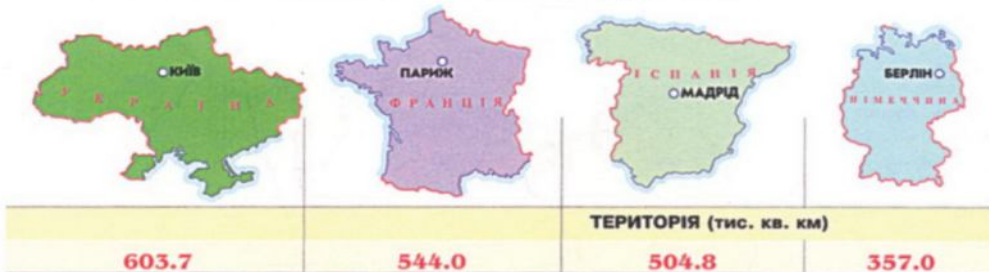 КИЇВ
УКРАЇНА
ПАРИЖ
ФРАНЦІЯ
ІСПАНІЯ
МАДРІД
БЕРЛІН
НІМЕЧЧИНА
ТЕРИТОРІЯ (тис. кв. км)
603.7 544.0 504.8 357.0